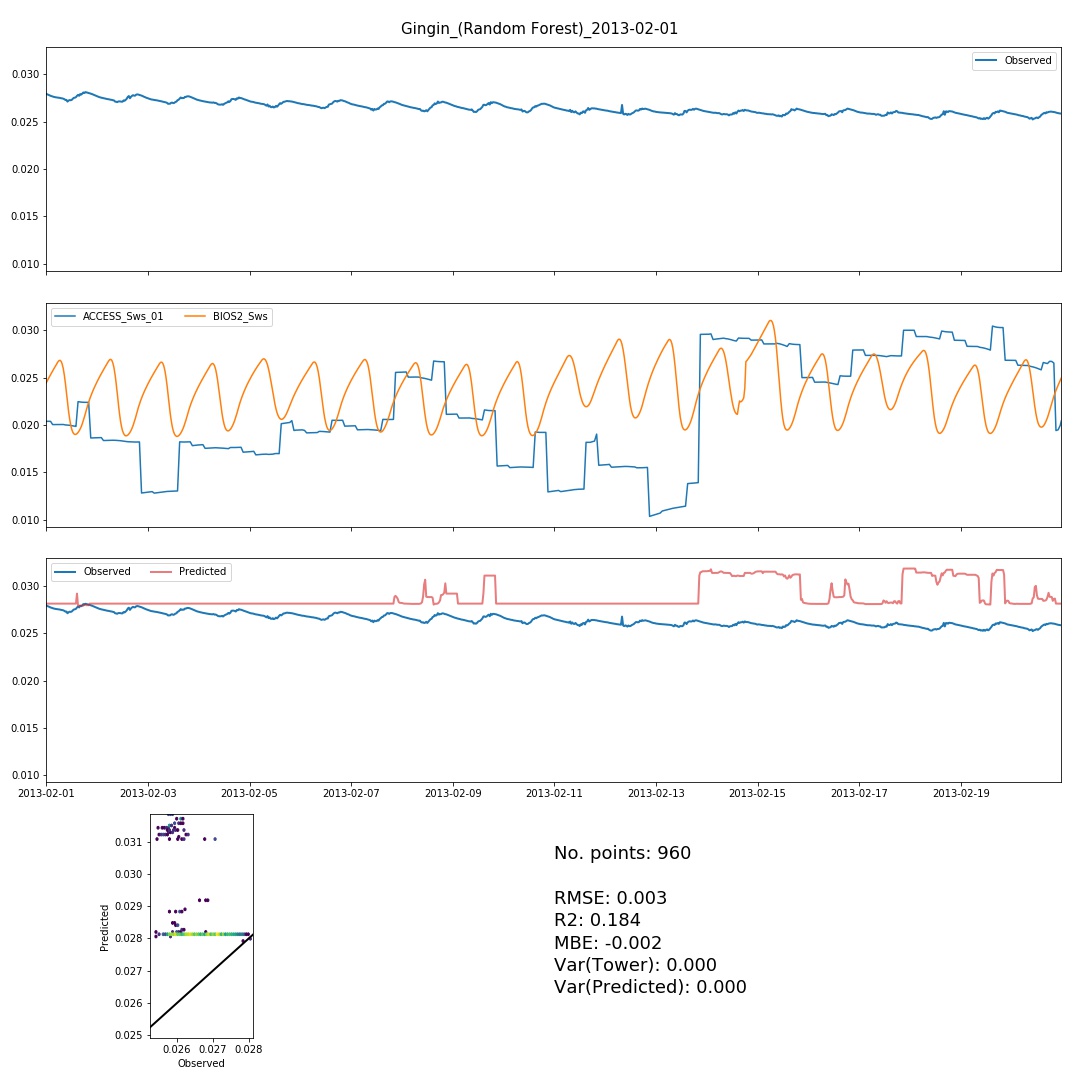 Gingin_(Random Forest)_2013-02-01
Observed
0.030
0.025
0.020
0.015
0.010
ACCESS_Sws_01 BIOS2_Sws
0.030
0.025
0.020
0.015
0.010
Observed Predicted
0.030
0.025
0.020
0.015
0.010
2013-02-01 2013-02-03 2013-02-05 2013-02-07 2013-02-09 2013-02-11 2013-02-13 2013-02-15 2013-02-17 2013-02-19
Predicted
0.031
0.030
0.029
0.028
0.027
0.026
0.025
0.026 0.027 0.028
Observed
No. points: 960
RMSE: 0.003
R2: 0.184
MBE: -0.002
Var(Tower): 0.000
Var(Predicted): 0.000